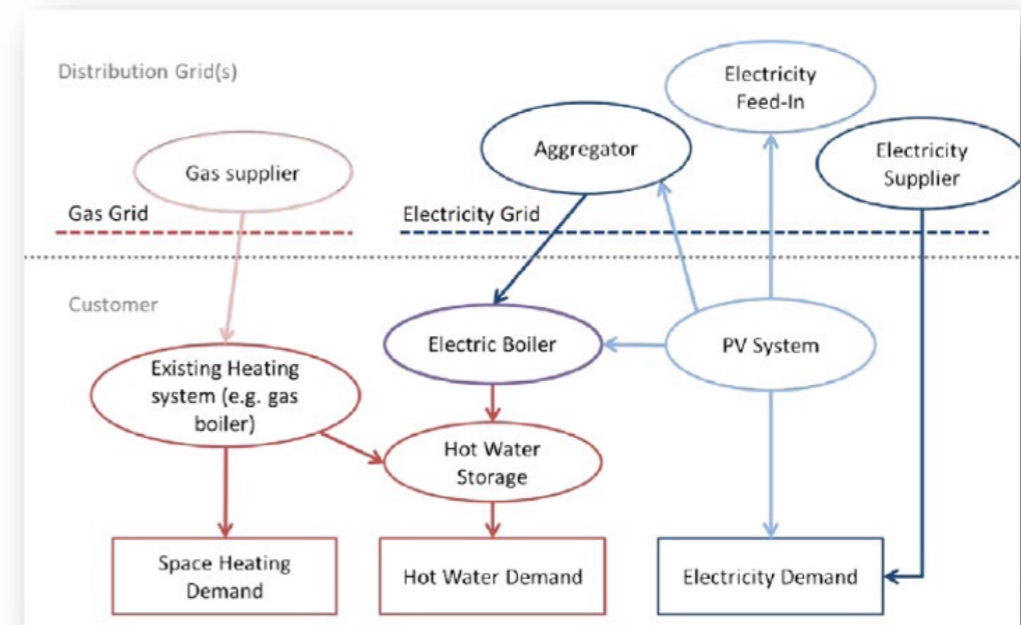 Distribution Grid(s)
Electricity
Feed-In
Aggregator
Electricity
Supplier
Gas supplier
Gas Grid
Electricity Grid
Customer
Electric Boiler
PV System
Existing Heating
system (e.g. gas
boiler)
Hot Water
Storage
Space Heating
Demand
Hot Water Demand
Electricity Demand